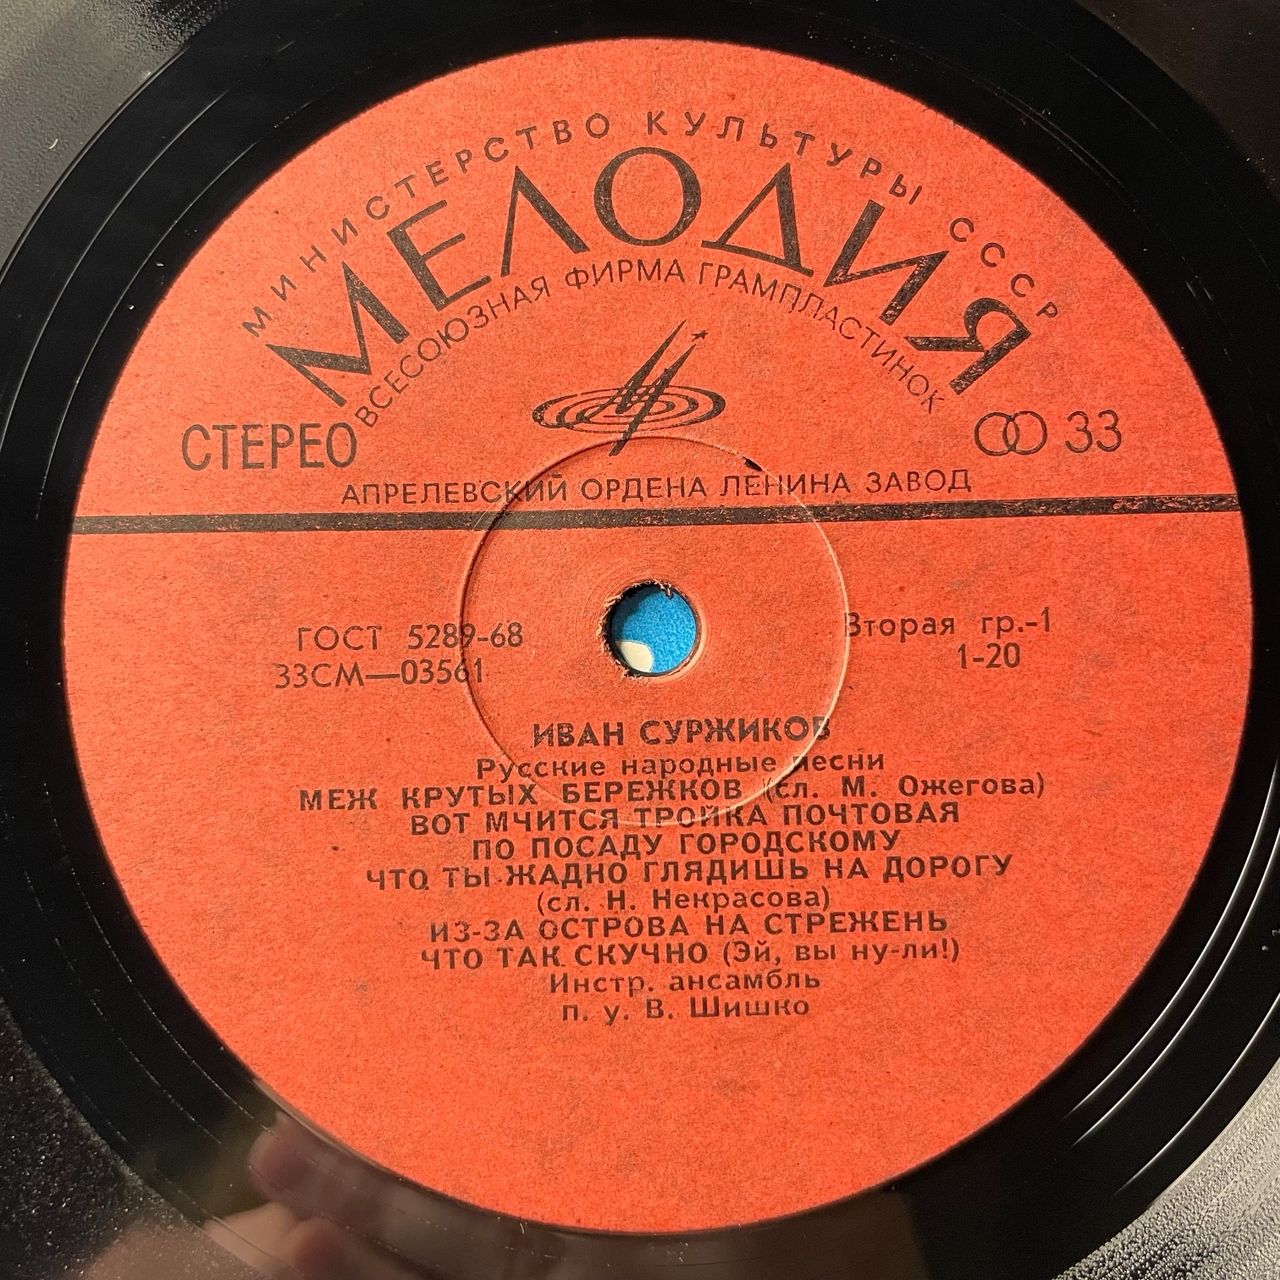 МИНИСТЕРСТВО КУЛЬТУРЫ СССР
МЕЛОДИЯ
ВСЕСОЮЗНАЯ ФИРМА ГРАМПЛАСТИНОК
СТЕРЕО
33
АПРЕЛЕВСКИЙ ОРДЕНА ЛЕНИНА ЗАВОД
ГОСТ 5289-68
Вторая гр.-1
33СМ—03561
1-20
ИВАН СУРЖИКОВ
Русские народные песни
МЕЖ КРУТЫХ БЕРЕЖКОВ (сл. М. Ожегова)
ВОТ МЧИТСЯ ТРОЙКА ПОЧТОВАЯ
ПО ПОСАДУ ГОРОДСКОМУ
ЧТО ТЫ ЖАДНО ГЛЯДИШЬ НА ДОРОГУ
(сл. Н. Некрасова)
ИЗ-ЗА ОСТРОВА НА СТРЕЖЕНЬ
ЧТО ТАК СКУЧНО (Эй, вы ну-ли!)
Инстр. ансамбль
п. у. В. Шишко